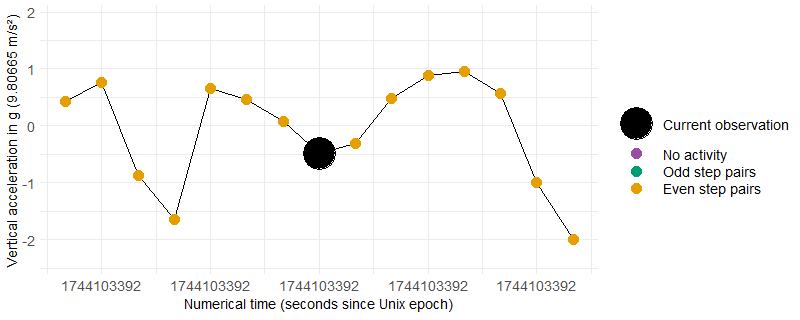 Vertical acceleration in g (9.80665 m/s²)
2
1
0
-1
-2
1744103392 1744103392 1744103392 1744103392 1744103392
Numerical time (seconds since Unix epoch)
Current observation
No activity
Odd step pairs
Even step pairs